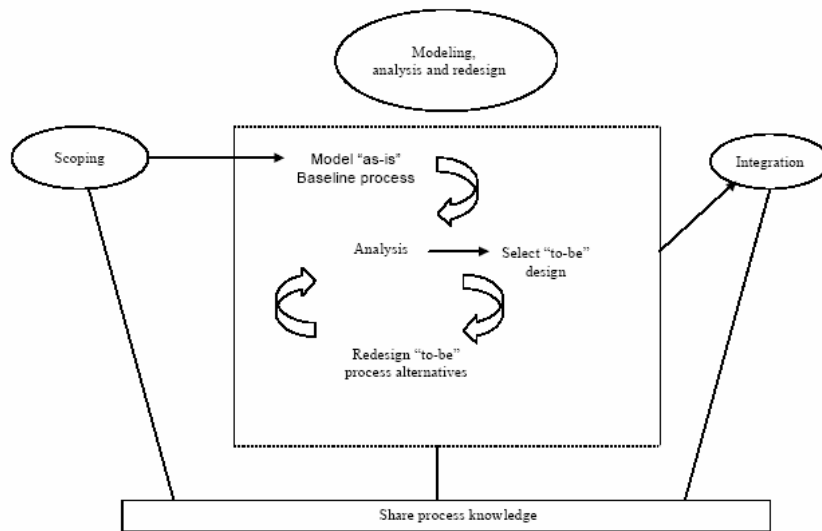 Modeling,
analysis and redesign
Scoping
Integration
Model "as-is"
Baseline process
Analysis
Select "to-be"
design
Redesign "to-be"
process alternatives
Share process knowledge